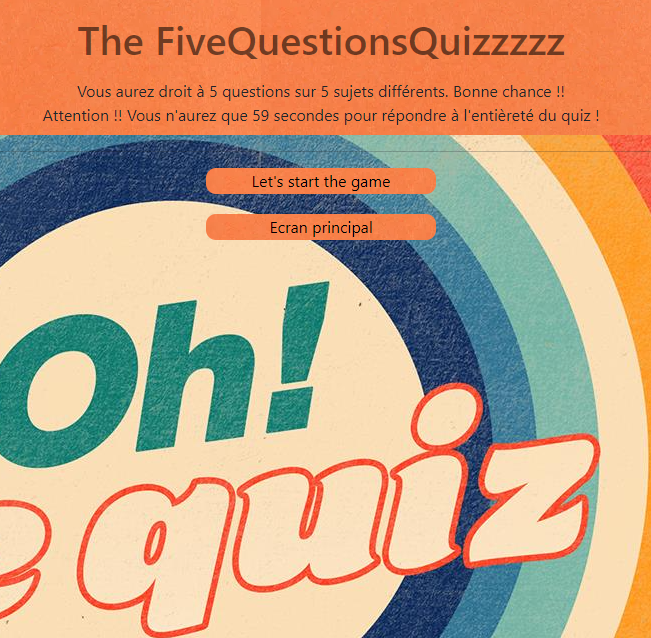 The FiveQuestionsQuizzzzz
Vous aurez droit à 5 questions sur 5 sujets différents. Bonne chance !!
Attention !! Vous n'aurez que 59 secondes pour répondre à l'entièreté du quiz !
Let's start the game
Ecran principal
Oh!
e quiz